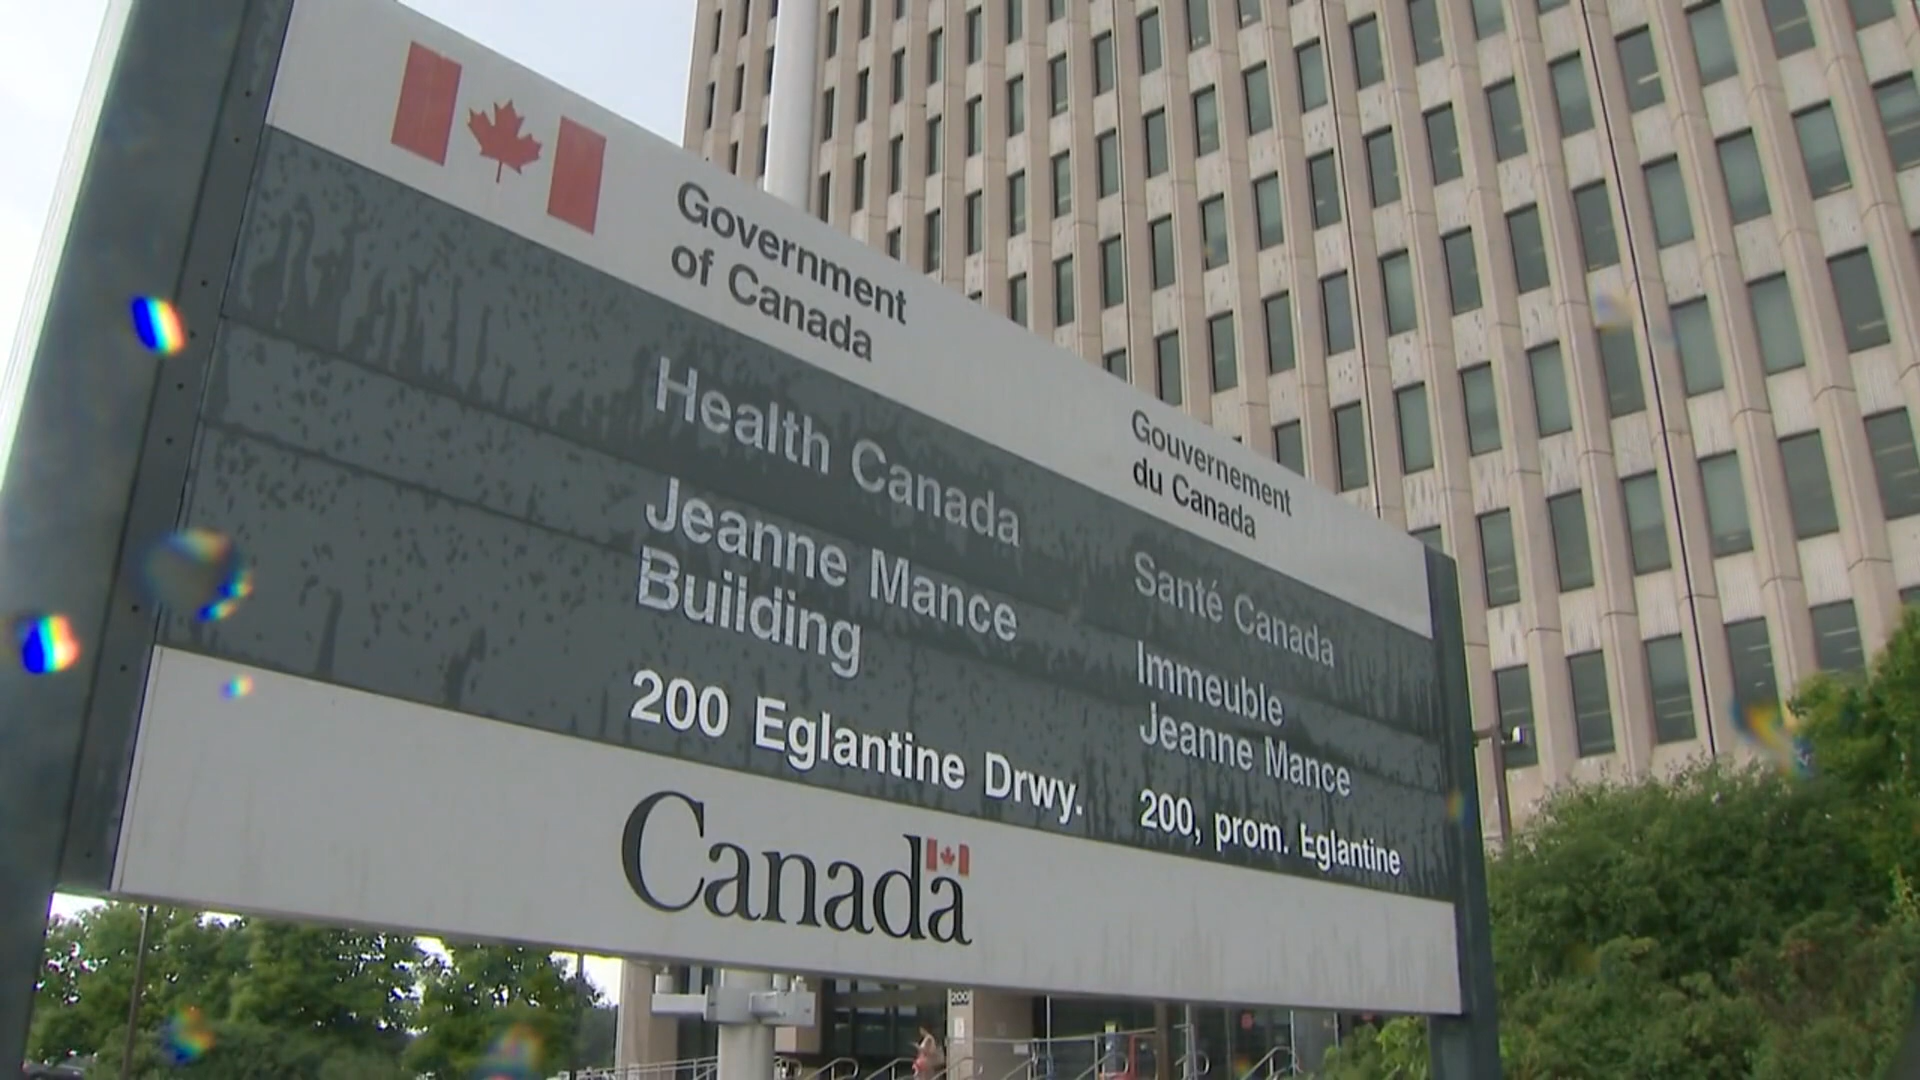 Government
of Canada
Gouvernement
du Canada
Health Canada
Santé Canada
Jeanne Mance
Building
Immeuble
Jeanne Mance
200 Eglantine Drwy.
200, prom. Eglantine
Canada
200